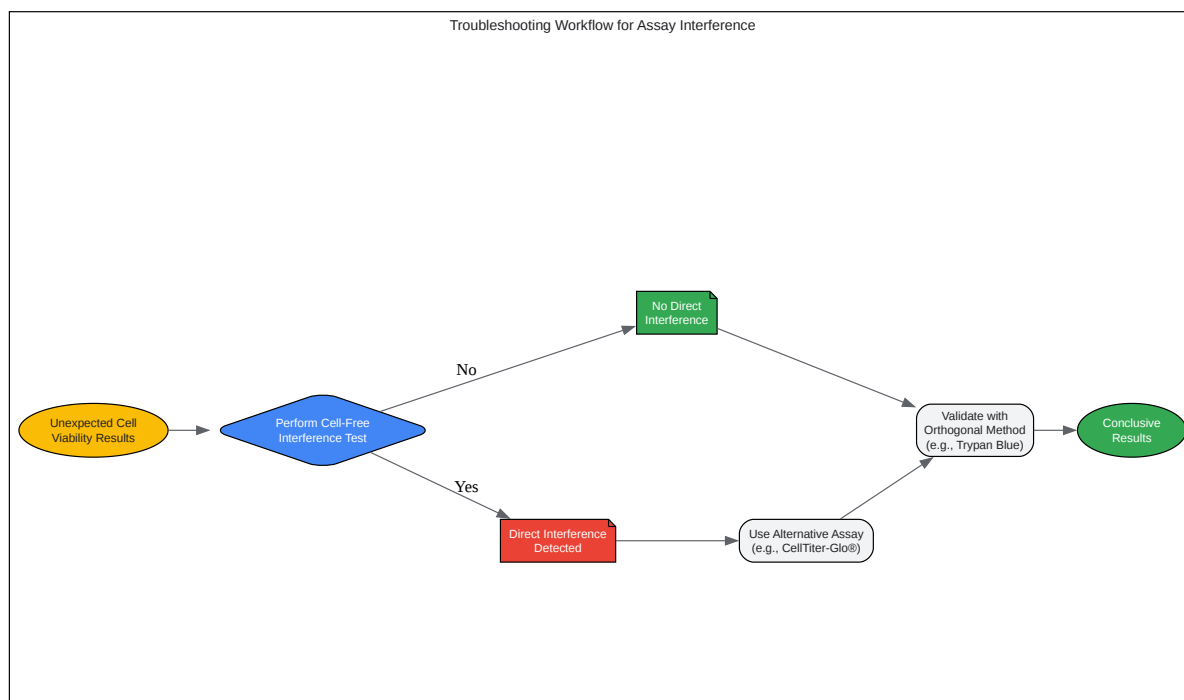 Troubleshooting Workflow for Assay Interference
Unexpected Cell
Viability Results
Perform Cell-Free
Interference Test
No
No Direct
Interference
Yes
Direct Interference
Detected
Use Alternative Assay
(e.g., CellTiter-Glo®)
Validate with
Orthogonal Method
(e.g., Trypan Blue)
Conclusive
Results